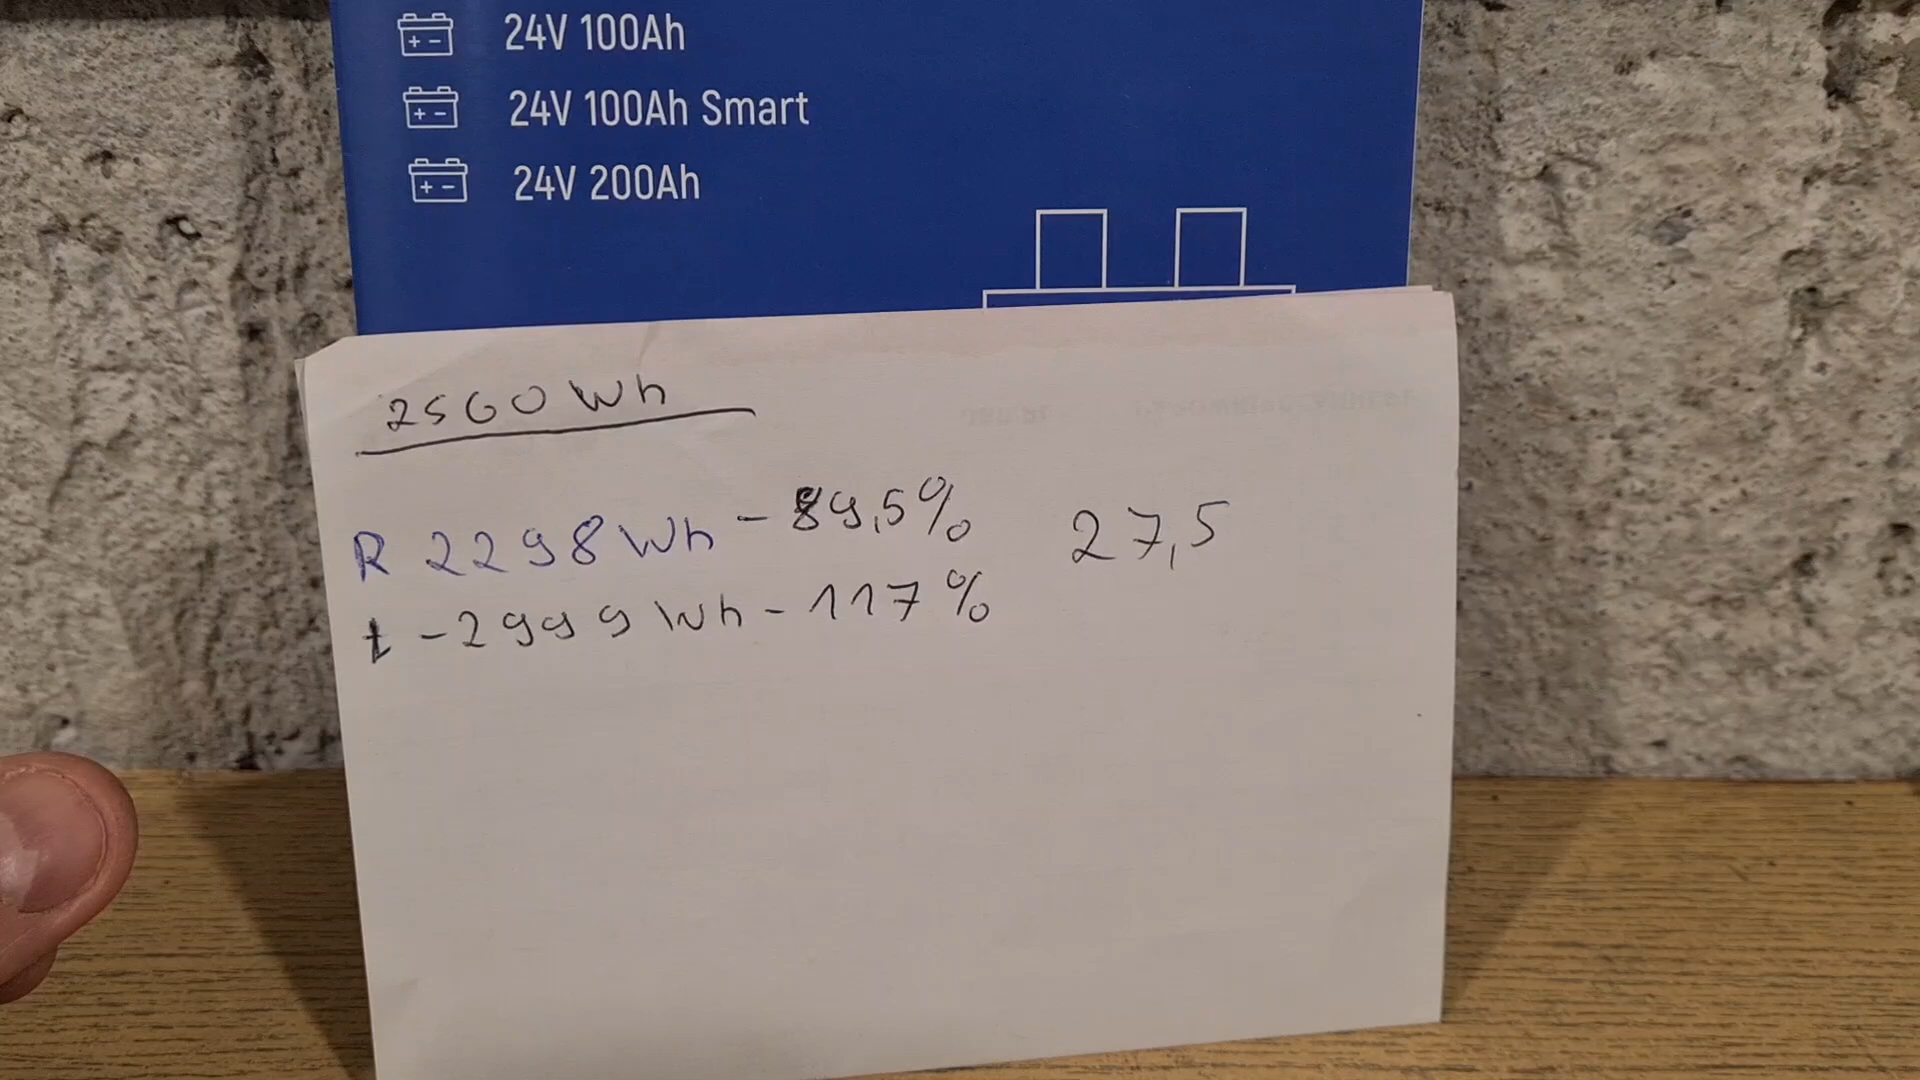 24V 100Ah
24V 100Ah Smart
24V 200Ah
2560 Wh
R 2298 Wh - 89,5% 27,5
Ł - 2999 Wh - 117%